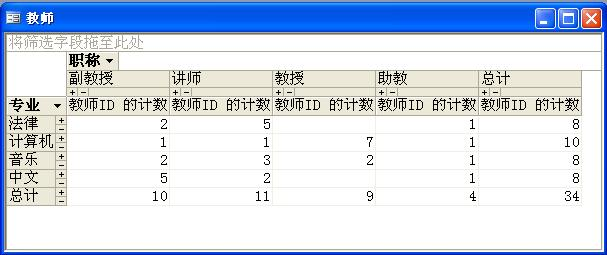 教师
将筛选字段拖至此处
职称
副教授 讲师 教授 助教 总计
+ - + - + - + - + -
专业 教师ID 的计数 教师ID 的计数 教师ID 的计数 教师ID 的计数 教师ID 的计数
法律 + - 2 5 1 8
计算机 + - 1 1 7 1 10
音乐 + - 2 3 2 1 8
中文 + - 5 2 1 8
总计 + - 10 11 9 4 34